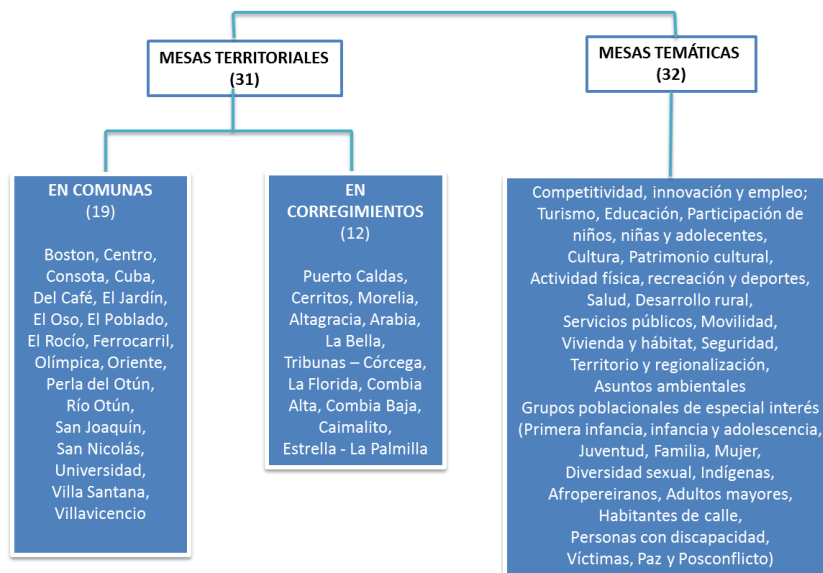 MESAS TERRITORIALES
(31)
MESAS TEMÁTICAS
(32)
EN COMUNAS
(19)
Boston, Centro,
Consota, Cuba,
Del Café, El Jardín,
El Oso, El Poblado,
El Rocío, Ferrocarril,
Olímpica, Oriente,
Perla del Otún,
Río Otún,
San Joaquín,
San Nicolás,
Universidad,
Villa Santana,
Villavicencio
EN
CORREGIMIENTOS
(12)
Puerto Caldas,
Cerritos, Morelia,
Altagracia, Arabia,
La Bella,
Tribunas – Córcega,
La Florida, Combia
Alta, Combia Baja,
Caimalito,
Estrella - La Palmilla
Competitividad, innovación y empleo;
Turismo, Educación, Participación de
niños, niñas y adolecentes,
Cultura, Patrimonio cultural,
Actividad física, recreación y deportes,
Salud, Desarrollo rural,
Servicios públicos, Movilidad,
Vivienda y hábitat, Seguridad,
Territorio y regionalización,
Asuntos ambientales
Grupos poblacionales de especial interés
(Primera infancia, infancia y adolescencia,
Juventud, Familia, Mujer,
Diversidad sexual, Indígenas,
Afropereiranos, Adultos mayores,
Habitantes de calle,
Personas con discapacidad,
Víctimas, Paz y Posconflicto)